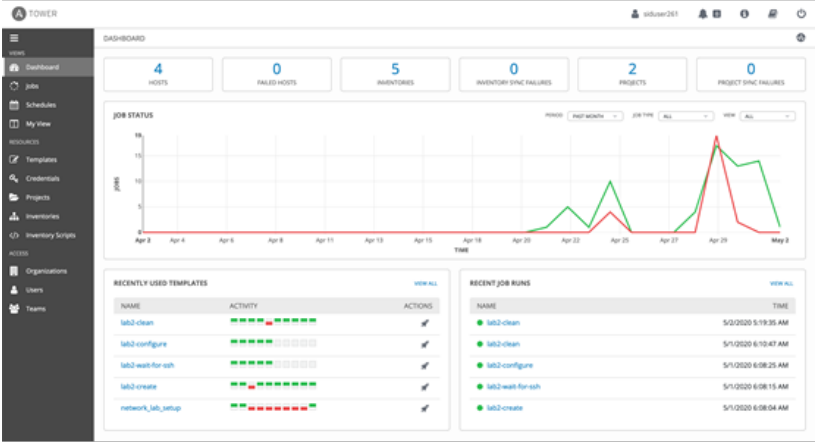 A TOWER
siduser261
VIEWS
Dashboard
Jobs
Schedules
My View
RESOURCES
Templates
Credentials
Projects
Inventories
Inventory Scripts
ACCESS
Organizations
Users
Teams
DASHBOARD
4 0 5 0 2 0
HOSTS FAILED HOSTS INVENTORIES INVENTORY SYNC FAILURES PROJECTS PROJECT SYNC FAILURES
JOB STATUS PERIOD PAST MONTH JOB TYPE ALL VIEW ALL
JOBS
19
15
10
5
0
Apr 2 Apr 4 Apr 6 Apr 8 Apr 11 Apr 13 Apr 15 Apr 18 Apr 20 Apr 22 Apr 25 Apr 27 Apr 29 May 2
TIME
RECENTLY USED TEMPLATES VIEW ALL
NAME ACTIVITY ACTIONS
lab2-clean
lab2-configure
lab2-wait-for-ssh
lab2-create
network_lab_setup
RECENT JOB RUNS VIEW ALL
NAME TIME
lab2-clean 5/2/2020 5:19:35 AM
lab2-clean 5/1/2020 6:10:47 AM
lab2-configure 5/1/2020 6:08:25 AM
lab2-wait-for-ssh 5/1/2020 6:08:15 AM
lab2-create 5/1/2020 6:08:04 AM